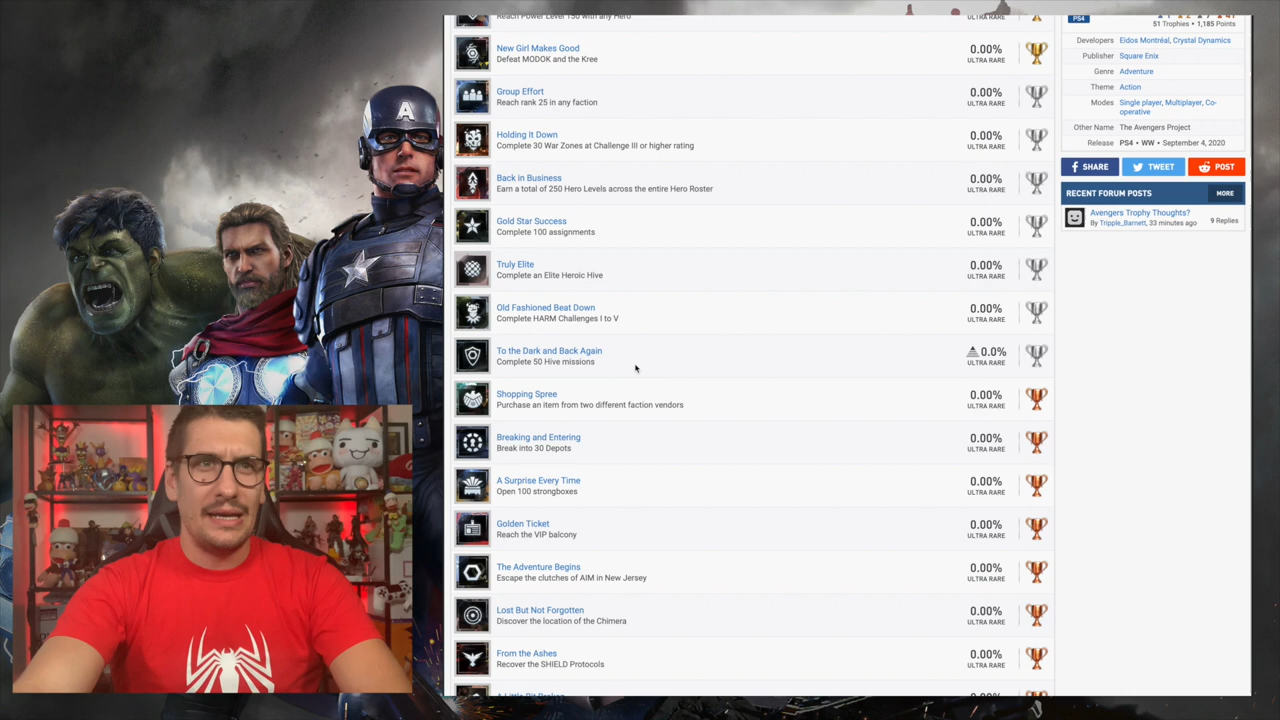 Reach Power Level 150 with any Hero
ULTRA RARE
New Girl Makes Good
Defeat MODOK and the Kree
0.00%
ULTRA RARE
Group Effort
Reach rank 25 in any faction
0.00%
ULTRA RARE
Holding It Down
Complete 30 War Zones at Challenge III or higher rating
0.00%
ULTRA RARE
Back in Business
Earn a total of 250 Hero Levels across the entire Hero Roster
0.00%
ULTRA RARE
Gold Star Success
Complete 100 assignments
0.00%
ULTRA RARE
Truly Elite
Complete an Elite Heroic Hive
0.00%
ULTRA RARE
Old Fashioned Beat Down
Complete HARM Challenges I to V
0.00%
ULTRA RARE
To the Dark and Back Again
Complete 50 Hive missions
0.0%
ULTRA RARE
Shopping Spree
Purchase an item from two different faction vendors
0.00%
ULTRA RARE
Breaking and Entering
Break into 30 Depots
0.00%
ULTRA RARE
A Surprise Every Time
Open 100 strongboxes
0.00%
ULTRA RARE
Golden Ticket
Reach the VIP balcony
0.00%
ULTRA RARE
The Adventure Begins
Escape the clutches of AIM in New Jersey
0.00%
ULTRA RARE
Lost But Not Forgotten
Discover the location of the Chimera
0.00%
ULTRA RARE
From the Ashes
Recover the SHIELD Protocols
0.00%
ULTRA RARE
PS4
51 Trophies • 1,185 Points
Developers Eidos Montréal, Crystal Dynamics
Publisher Square Enix
Genre Adventure
Theme Action
Modes Single player, Multiplayer, Co-
operative
Other Name The Avengers Project
Release PS4 • WW • September 4, 2020
SHARE TWEET POST
RECENT FORUM POSTS MORE
Avengers Trophy Thoughts?
By Tripple_Barnett, 33 minutes ago
9 Replies
A